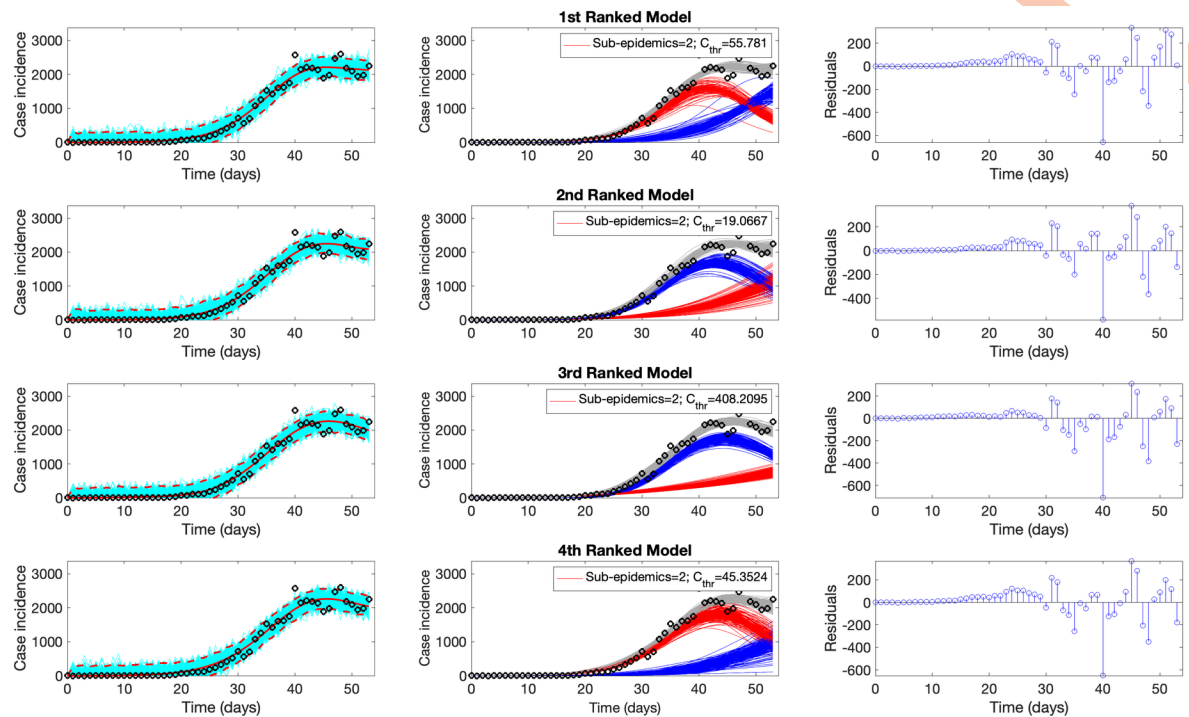 1st Ranked Model
3000
2000
1000
0
Case incidence
0 10 20 30 40 50
Time (days)
3000
2000
1000
0
Case incidence
Sub-epidemics=2; C_thr=55.781
0 10 20 30 40 50
200
0
-200
-400
-600
Residuals
0 10 20 30 40 50
Time (days)
2nd Ranked Model
3000
2000
1000
0
Case incidence
0 10 20 30 40 50
Time (days)
3000
2000
1000
0
Case incidence
Sub-epidemics=2; C_thr=19.0667
0 10 20 30 40 50
200
0
-200
-400
Residuals
0 10 20 30 40 50
Time (days)
3rd Ranked Model
3000
2000
1000
0
Case incidence
0 10 20 30 40 50
Time (days)
3000
2000
1000
0
Case incidence
Sub-epidemics=2; C_thr=408.2095
0 10 20 30 40 50
200
0
-200
-400
-600
Residuals
0 10 20 30 40 50
Time (days)
4th Ranked Model
3000
2000
1000
0
Case incidence
0 10 20 30 40 50
Time (days)
3000
2000
1000
0
Case incidence
Sub-epidemics=2; C_thr=45.3524
0 10 20 30 40 50
Time (days)
200
0
-200
-400
-600
Residuals
0 10 20 30 40 50
Time (days)